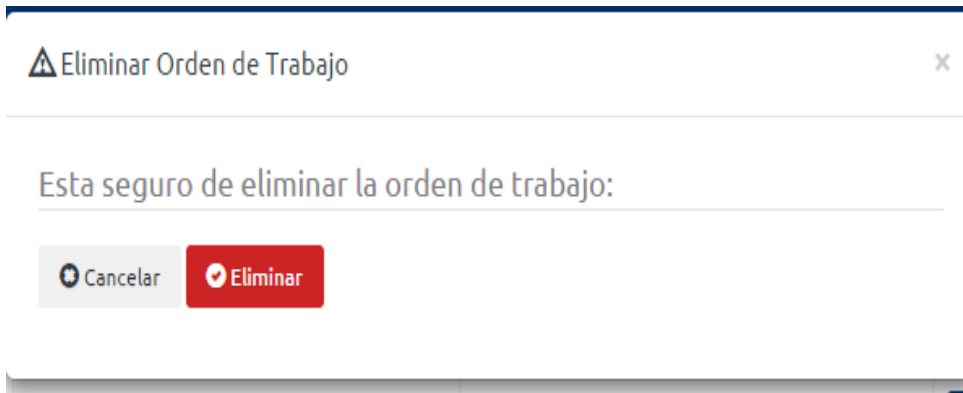 Eliminar Orden de Trabajo ×
Esta seguro de eliminar la orden de trabajo:
Cancelar Eliminar